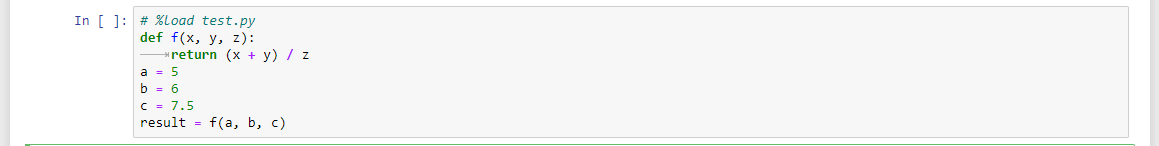 In [ ]: # %load test.py
def f(x, y, z):
	return (x + y) / z
a = 5
b = 6
c = 7.5
result = f(a, b, c)